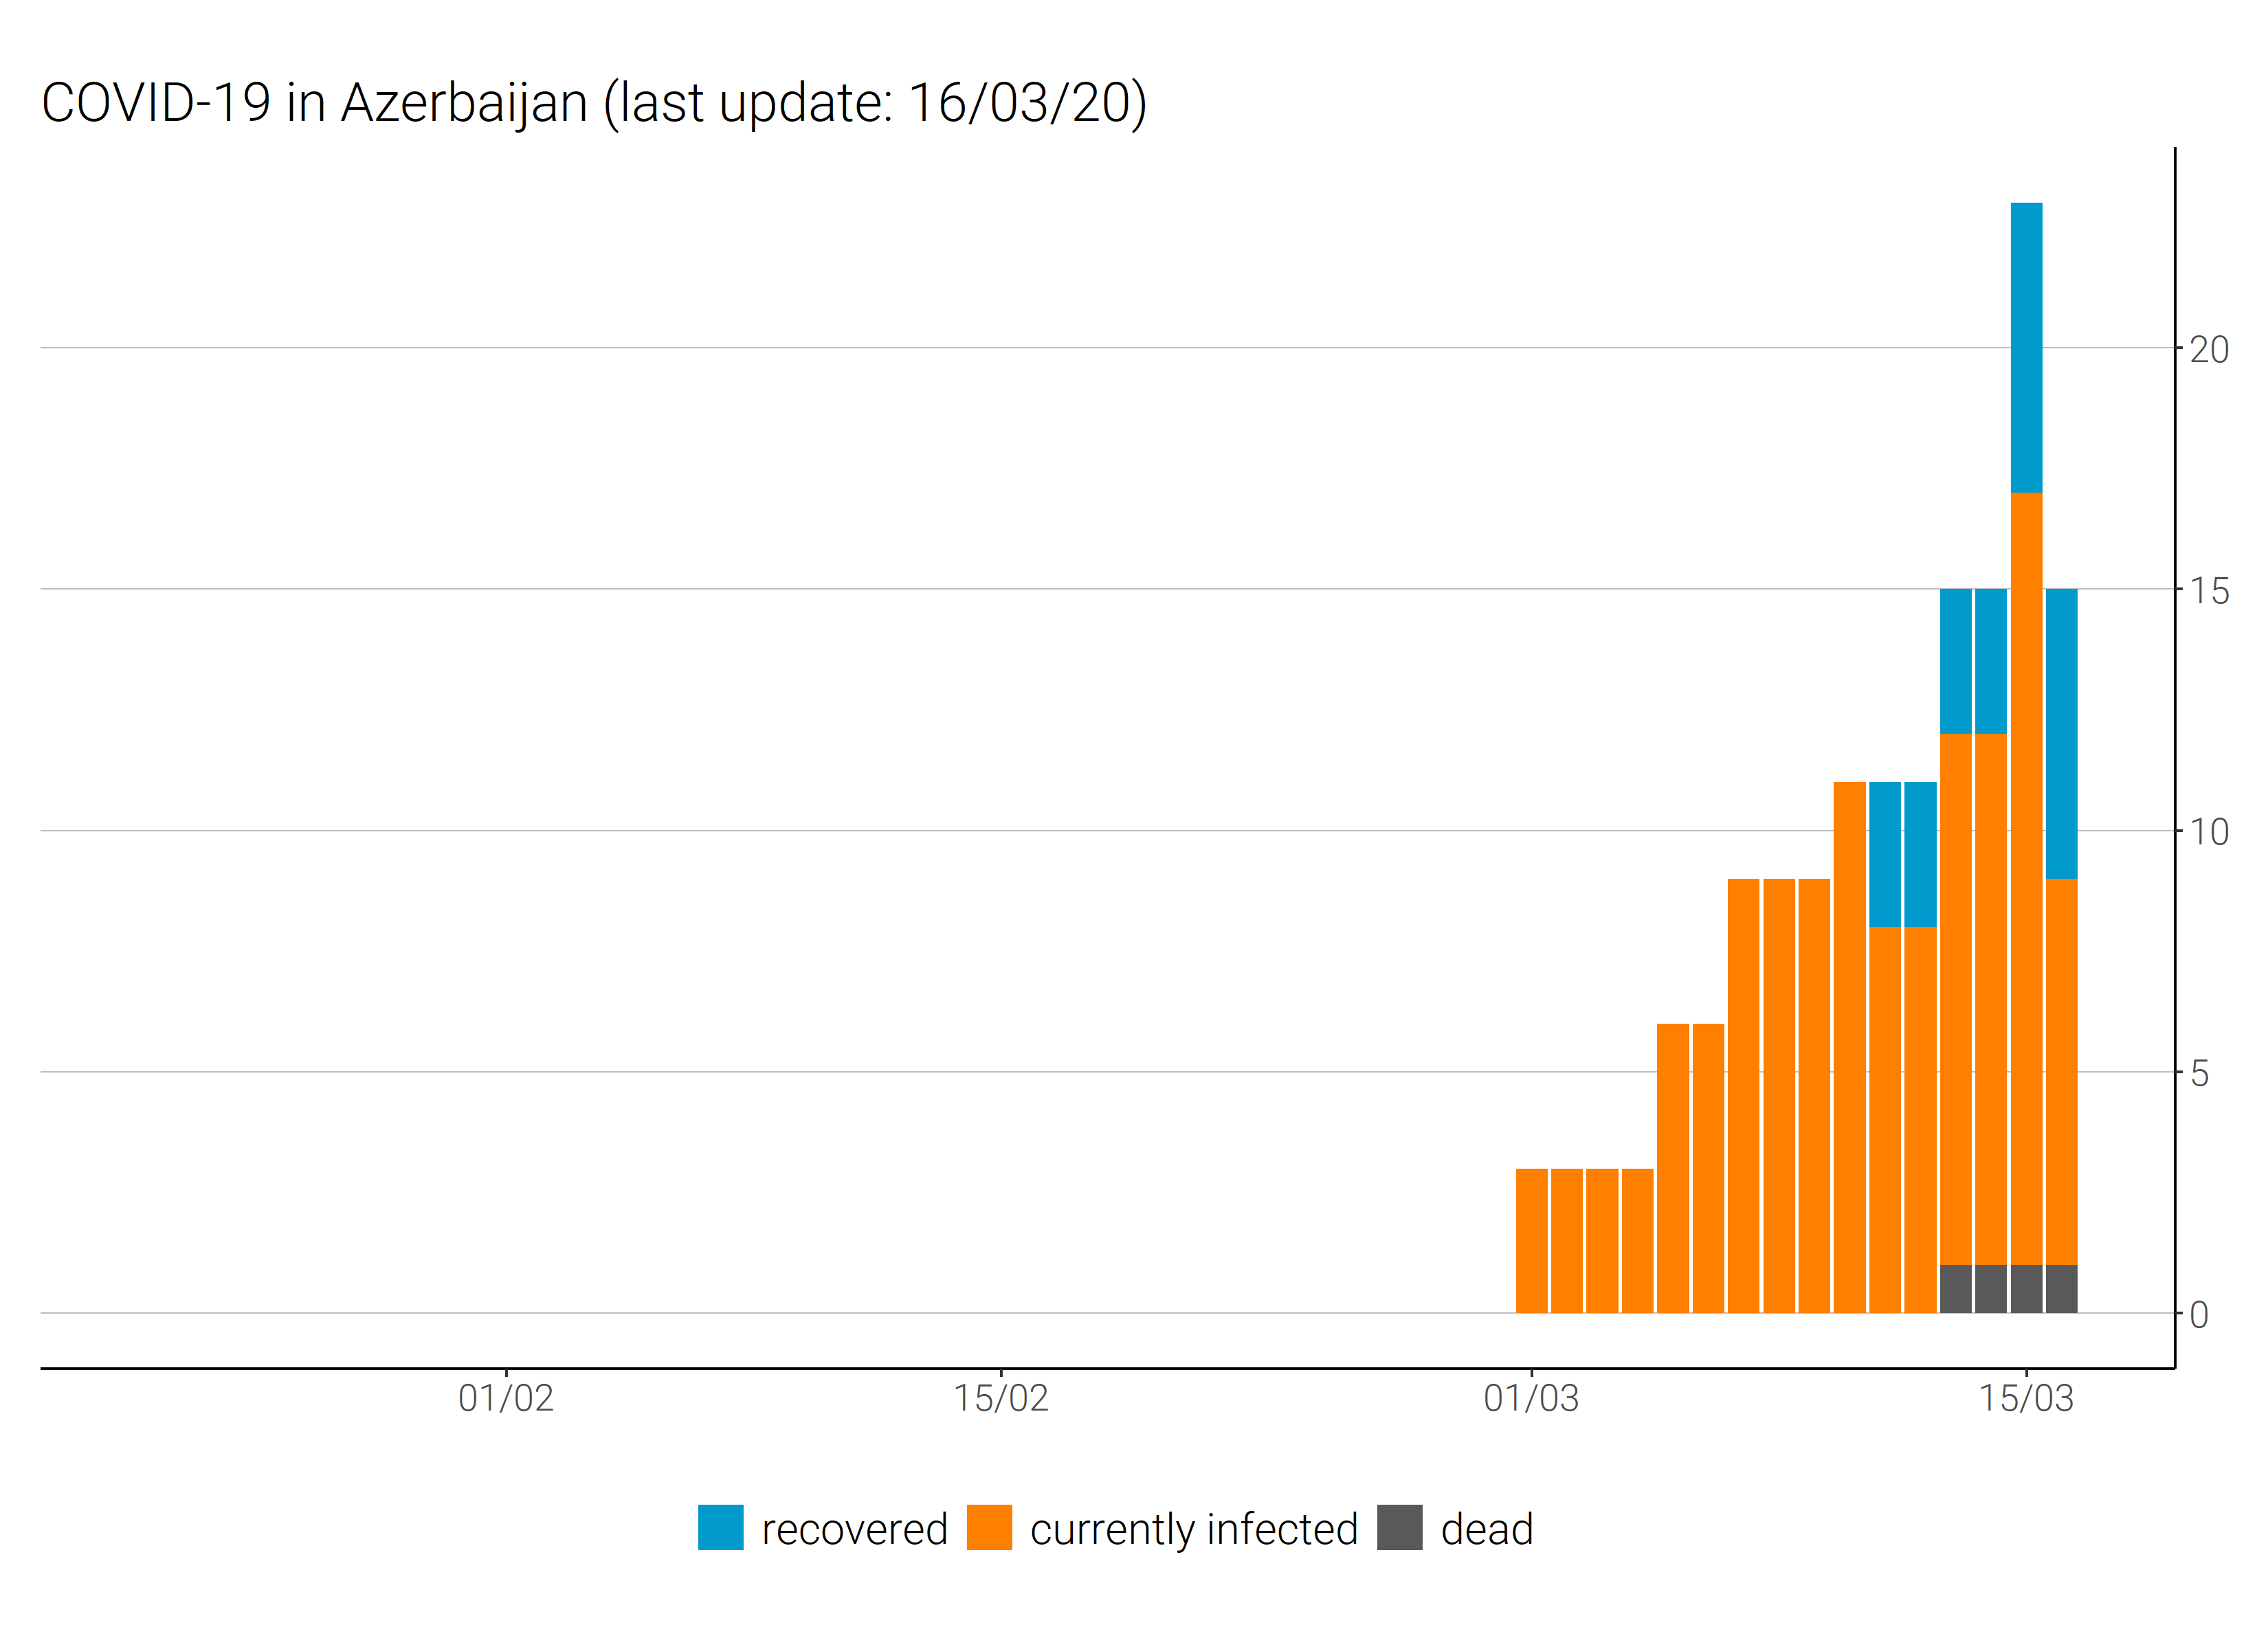 COVID-19 in Azerbaijan (last update: 16/03/20)
20
15
10
5
0
01/02 15/02 01/03 15/03
recovered currently infected dead